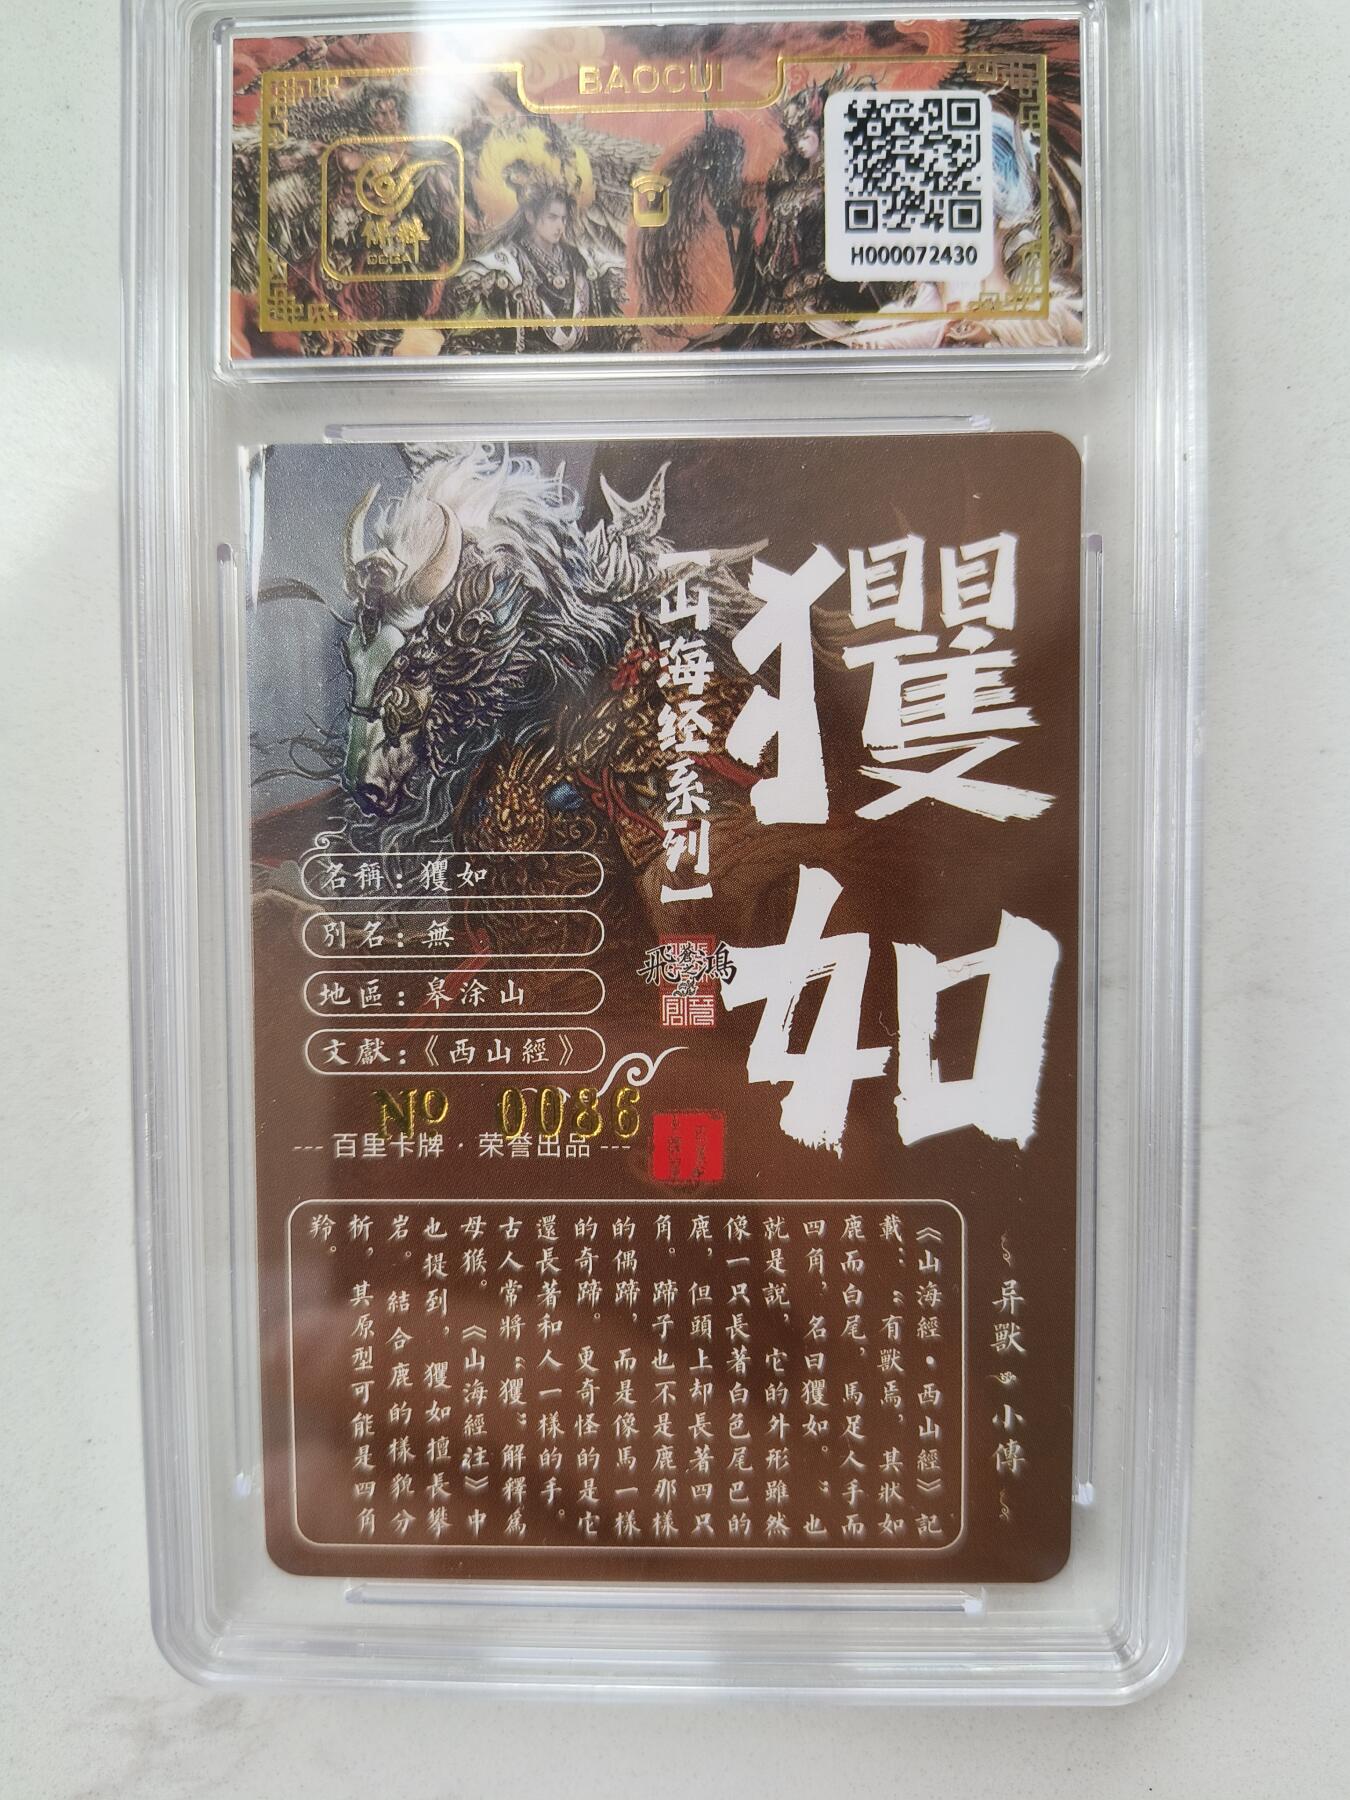 BAOCUI
H000072430
玃如
【山海经系列】
名稱：玃如
別名：無
地區：皋涂山
文獻：《西山經》
№ 0086
--- 百里卡牌 · 荣誉出品 ---
异獸 小傳
《山海經·西山經》記
載：“有獸焉，其狀如
鹿而白尾，馬足人手而
四角，名曰玃如。”也
就是說，它的外形雖然
像一只長著白色尾巴的
鹿，但頭上却長著四只
角。蹄子也不是鹿那樣
的偶蹄，而是像馬一樣
的奇蹄。更奇怪的是它
還長著和人一樣的手。
古人常將“玃”解釋爲
母猴。《山海經注》中
也提到，玃如擅長攀
岩。結合鹿的樣貌分
析，其原型可能是四角
羚。